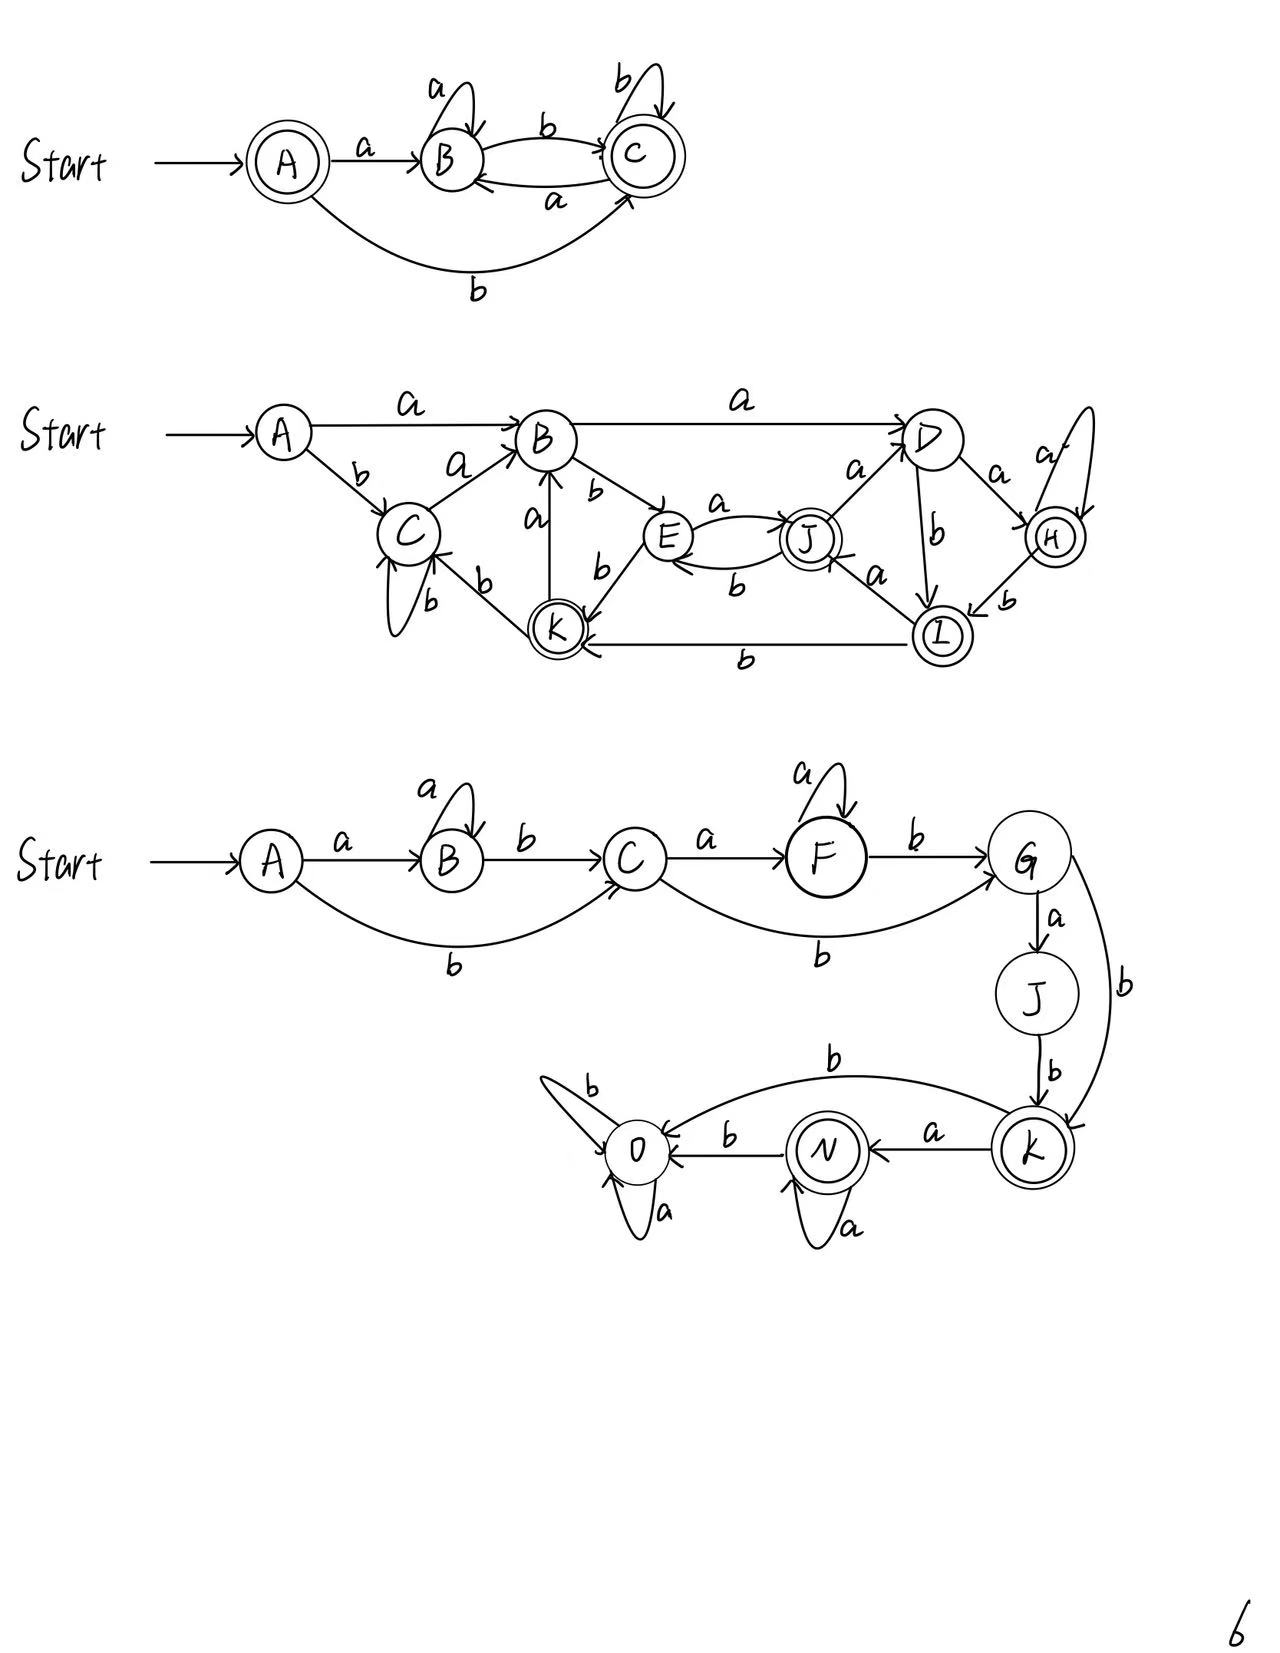 a b
b
Start A a B C
a
b
a a
Start A B D a
b a b a a
C a E J H
b b b b a b
b K b I
a a
Start A a B b C a F b G
a
b b
J b
b
b
b O b N a K
a a
6